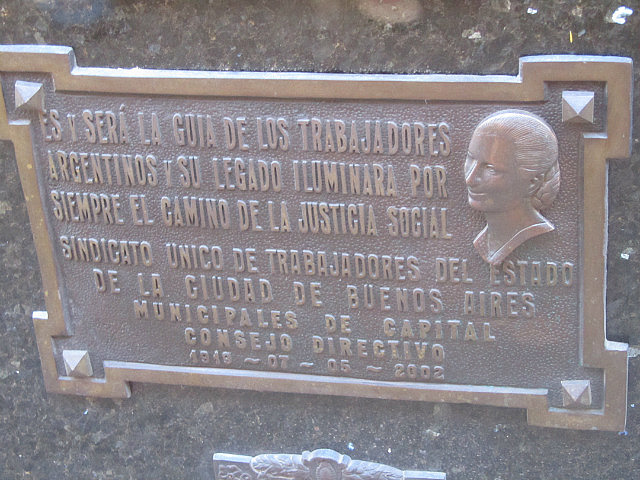 ES Y SERÁ LA GUIA DE LOS TRABAJADORES
ARGENTINOS Y SU LEGADO ILUMINARA POR
SIEMPRE EL CAMINO DE LA JUSTICIA SOCIAL
SINDICATO UNICO DE TRABAJADORES DEL ESTADO
DE LA CIUDAD DE BUENOS AIRES
MUNICIPALES DE CAPITAL
CONSEJO DIRECTIVO
1919 ~ 07 ~ 05 ~ 2002